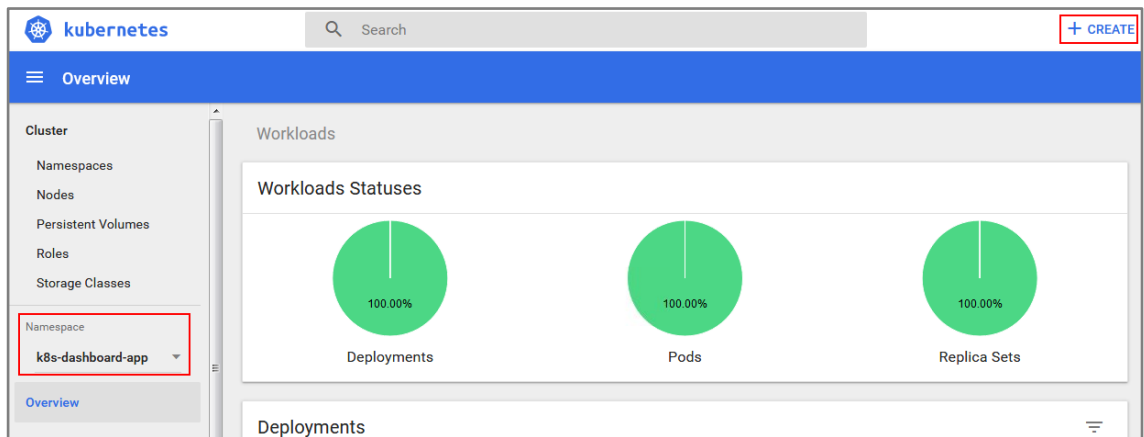 kubernetes
Search
+ CREATE
Overview
Cluster
Namespaces
Nodes
Persistent Volumes
Roles
Storage Classes
Namespace
k8s-dashboard-app
Overview
Workloads
Workloads Statuses
100.00%
100.00%
100.00%
Deployments
Pods
Replica Sets
Deployments